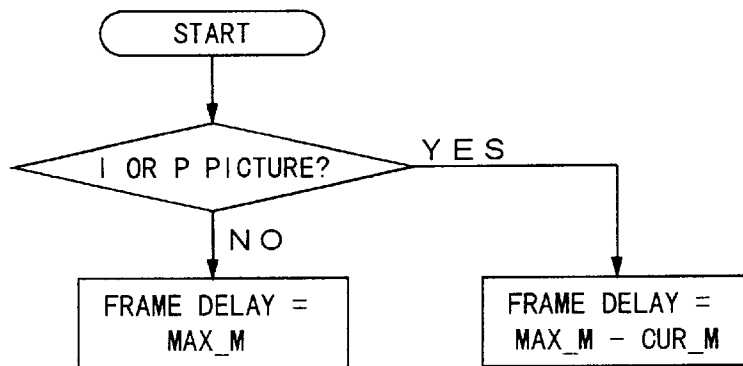 START
I OR P PICTURE?
YES
NO
FRAME DELAY =
MAX_M
FRAME DELAY =
MAX_M - CUR_M